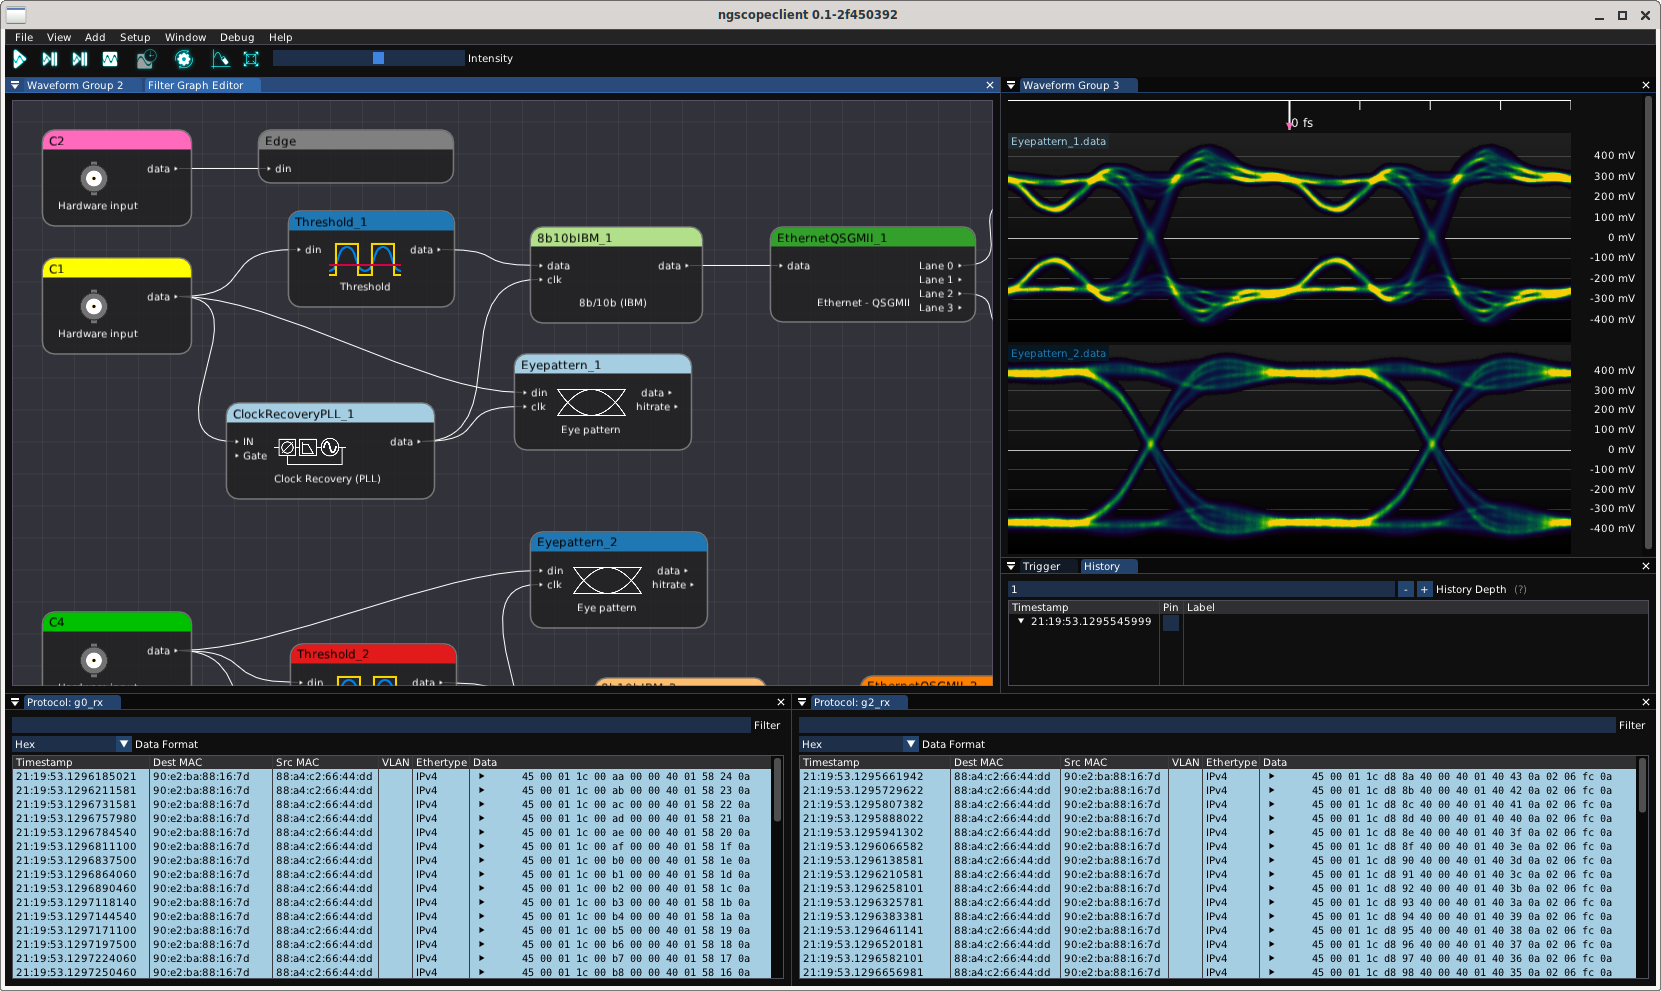 ngscopeclient 0.1-2f450392
File View Add Setup Window Debug Help
Intensity
Waveform Group 2 Filter Graph Editor
C2
data
Hardware input
Edge
din
Threshold_1
din data
Threshold
C1
data
Hardware input
8b10bIBM_1
data data
clk
8b/10b (IBM)
EthernetQSGMII_1
data Lane 0
Lane 1
Lane 2
Lane 3
Ethernet - QSGMII
Eyepattern_1
din data
clk hitrate
Eye pattern
ClockRecoveryPLL_1
IN data
Gate
Clock Recovery (PLL)
Eyepattern_2
din data
clk hitrate
Eye pattern
C4
data
Threshold_2
din data
Waveform Group 3
0 fs
Eyepattern_1.data
400 mV
300 mV
200 mV
100 mV
0 mV
-100 mV
-200 mV
-300 mV
-400 mV
Eyepattern_2.data
400 mV
300 mV
200 mV
100 mV
0 mV
-100 mV
-200 mV
-300 mV
-400 mV
Trigger History
1 - + History Depth (?)
Timestamp Pin Label
21:19:53.1295545999
Protocol: g0_rx
Filter
Hex Data Format
Timestamp Dest MAC Src MAC VLAN Ethertype Data
21:19:53.1296185021 90:e2:ba:88:16:7d 88:a4:c2:66:44:dd IPv4 45 00 01 1c 00 aa 00 00 40 01 58 24 0a
21:19:53.1296211581 90:e2:ba:88:16:7d 88:a4:c2:66:44:dd IPv4 45 00 01 1c 00 ab 00 00 40 01 58 23 0a
21:19:53.1296731581 90:e2:ba:88:16:7d 88:a4:c2:66:44:dd IPv4 45 00 01 1c 00 ac 00 00 40 01 58 22 0a
21:19:53.1296757980 90:e2:ba:88:16:7d 88:a4:c2:66:44:dd IPv4 45 00 01 1c 00 ad 00 00 40 01 58 21 0a
21:19:53.1296784540 90:e2:ba:88:16:7d 88:a4:c2:66:44:dd IPv4 45 00 01 1c 00 ae 00 00 40 01 58 20 0a
21:19:53.1296811100 90:e2:ba:88:16:7d 88:a4:c2:66:44:dd IPv4 45 00 01 1c 00 af 00 00 40 01 58 1f 0a
21:19:53.1296837500 90:e2:ba:88:16:7d 88:a4:c2:66:44:dd IPv4 45 00 01 1c 00 b0 00 00 40 01 58 1e 0a
21:19:53.1296864060 90:e2:ba:88:16:7d 88:a4:c2:66:44:dd IPv4 45 00 01 1c 00 b1 00 00 40 01 58 1d 0a
21:19:53.1296890460 90:e2:ba:88:16:7d 88:a4:c2:66:44:dd IPv4 45 00 01 1c 00 b2 00 00 40 01 58 1c 0a
21:19:53.1297118140 90:e2:ba:88:16:7d 88:a4:c2:66:44:dd IPv4 45 00 01 1c 00 b3 00 00 40 01 58 1b 0a
21:19:53.1297144540 90:e2:ba:88:16:7d 88:a4:c2:66:44:dd IPv4 45 00 01 1c 00 b4 00 00 40 01 58 1a 0a
21:19:53.1297171100 90:e2:ba:88:16:7d 88:a4:c2:66:44:dd IPv4 45 00 01 1c 00 b5 00 00 40 01 58 19 0a
21:19:53.1297197500 90:e2:ba:88:16:7d 88:a4:c2:66:44:dd IPv4 45 00 01 1c 00 b6 00 00 40 01 58 18 0a
21:19:53.1297224060 90:e2:ba:88:16:7d 88:a4:c2:66:44:dd IPv4 45 00 01 1c 00 b7 00 00 40 01 58 17 0a
21:19:53.1297250460 90:e2:ba:88:16:7d 88:a4:c2:66:44:dd IPv4 45 00 01 1c 00 b8 00 00 40 01 58 16 0a
Protocol: g2_rx
Filter
Hex Data Format
Timestamp Dest MAC Src MAC VLAN Ethertype Data
21:19:53.1295661942 88:a4:c2:66:44:dd 90:e2:ba:88:16:7d IPv4 45 00 01 1c d8 8a 40 00 40 01 40 43 0a 02 06 fc 0a
21:19:53.1295729622 88:a4:c2:66:44:dd 90:e2:ba:88:16:7d IPv4 45 00 01 1c d8 8b 40 00 40 01 40 42 0a 02 06 fc 0a
21:19:53.1295807382 88:a4:c2:66:44:dd 90:e2:ba:88:16:7d IPv4 45 00 01 1c d8 8c 40 00 40 01 40 41 0a 02 06 fc 0a
21:19:53.1295888022 88:a4:c2:66:44:dd 90:e2:ba:88:16:7d IPv4 45 00 01 1c d8 8d 40 00 40 01 40 40 0a 02 06 fc 0a
21:19:53.1295941302 88:a4:c2:66:44:dd 90:e2:ba:88:16:7d IPv4 45 00 01 1c d8 8e 40 00 40 01 40 3f 0a 02 06 fc 0a
21:19:53.1296066582 88:a4:c2:66:44:dd 90:e2:ba:88:16:7d IPv4 45 00 01 1c d8 8f 40 00 40 01 40 3e 0a 02 06 fc 0a
21:19:53.1296138581 88:a4:c2:66:44:dd 90:e2:ba:88:16:7d IPv4 45 00 01 1c d8 90 40 00 40 01 40 3d 0a 02 06 fc 0a
21:19:53.1296210581 88:a4:c2:66:44:dd 90:e2:ba:88:16:7d IPv4 45 00 01 1c d8 91 40 00 40 01 40 3c 0a 02 06 fc 0a
21:19:53.1296258101 88:a4:c2:66:44:dd 90:e2:ba:88:16:7d IPv4 45 00 01 1c d8 92 40 00 40 01 40 3b 0a 02 06 fc 0a
21:19:53.1296325781 88:a4:c2:66:44:dd 90:e2:ba:88:16:7d IPv4 45 00 01 1c d8 93 40 00 40 01 40 3a 0a 02 06 fc 0a
21:19:53.1296383381 88:a4:c2:66:44:dd 90:e2:ba:88:16:7d IPv4 45 00 01 1c d8 94 40 00 40 01 40 39 0a 02 06 fc 0a
21:19:53.1296461141 88:a4:c2:66:44:dd 90:e2:ba:88:16:7d IPv4 45 00 01 1c d8 95 40 00 40 01 40 38 0a 02 06 fc 0a
21:19:53.1296520181 88:a4:c2:66:44:dd 90:e2:ba:88:16:7d IPv4 45 00 01 1c d8 96 40 00 40 01 40 37 0a 02 06 fc 0a
21:19:53.1296582101 88:a4:c2:66:44:dd 90:e2:ba:88:16:7d IPv4 45 00 01 1c d8 97 40 00 40 01 40 36 0a 02 06 fc 0a
21:19:53.1296656981 88:a4:c2:66:44:dd 90:e2:ba:88:16:7d IPv4 45 00 01 1c d8 98 40 00 40 01 40 35 0a 02 06 fc 0a